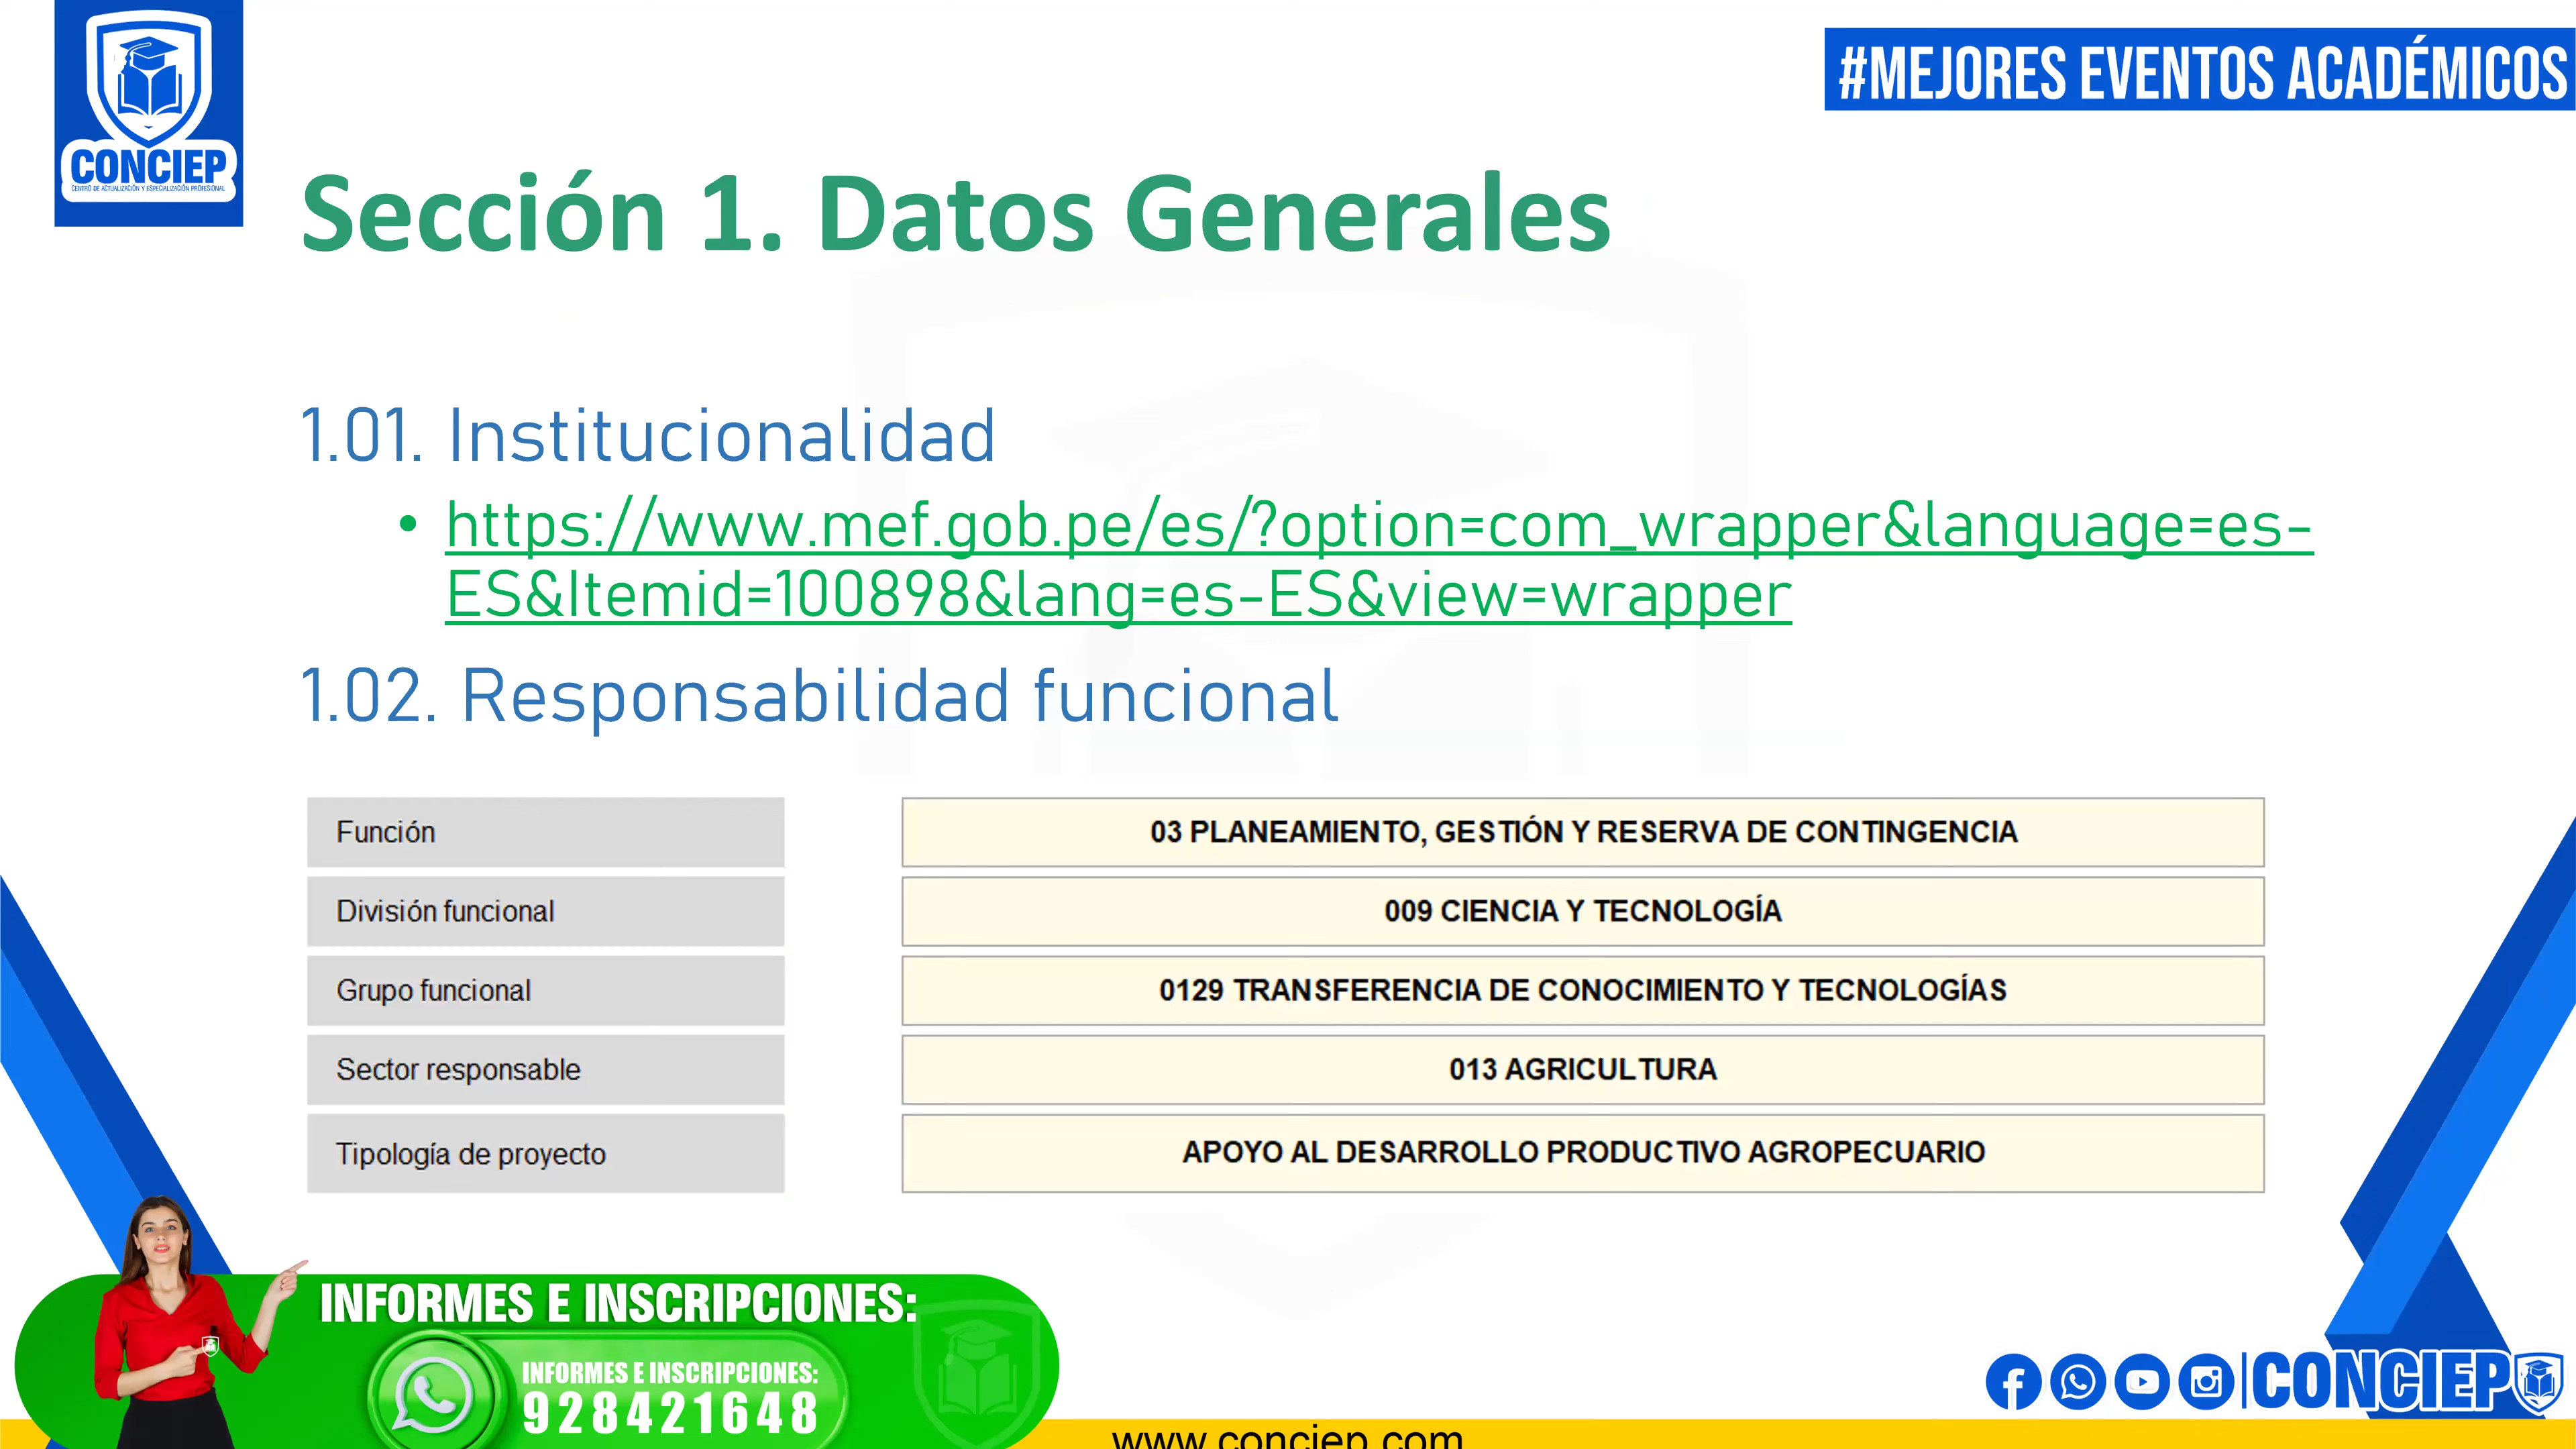 #MEJORES EVENTOS ACADÉMICOS
CONCIEP
CENTRO DE ACTUALIZACIÓN Y ESPECIALIZACIÓN PROFESIONAL
Sección 1. Datos Generales
1.01. Institucionalidad
• https://www.mef.gob.pe/es/?option=com_wrapper&language=es-
ES&Itemid=100898&lang=es-ES&view=wrapper
1.02. Responsabilidad funcional
Función 03 PLANEAMIENTO, GESTIÓN Y RESERVA DE CONTINGENCIA
División funcional 009 CIENCIA Y TECNOLOGÍA
Grupo funcional 0129 TRANSFERENCIA DE CONOCIMIENTO Y TECNOLOGÍAS
Sector responsable 013 AGRICULTURA
Tipología de proyecto APOYO AL DESARROLLO PRODUCTIVO AGROPECUARIO
INFORMES E INSCRIPCIONES:
INFORMES E INSCRIPCIONES:
928421648
CONCIEP
www.conciep.com